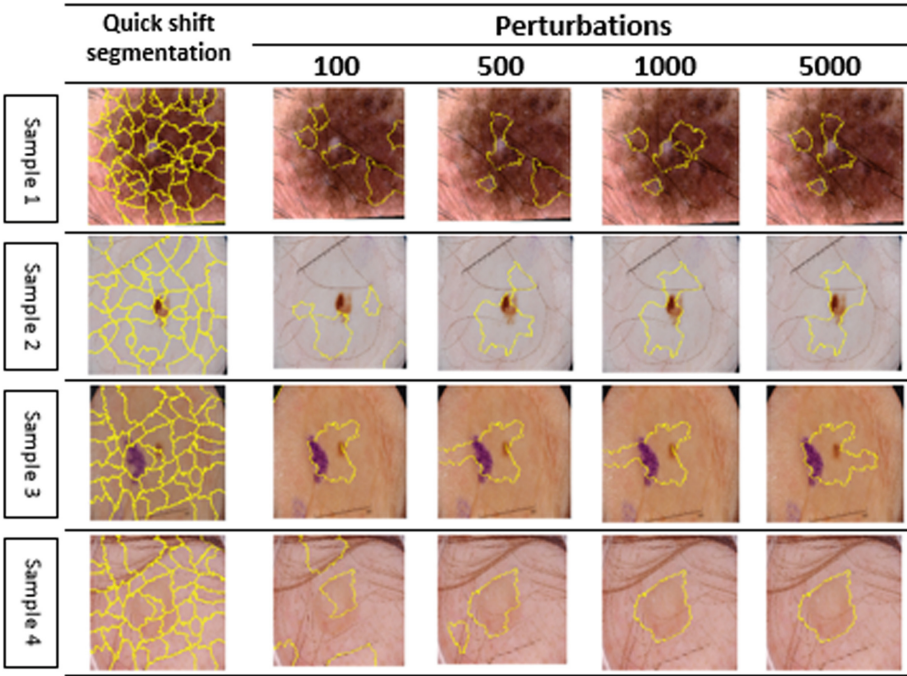 Quick shift
segmentation
Perturbations
100
500
1000
5000
Sample 1
Sample 2
Sample 3
Sample 4